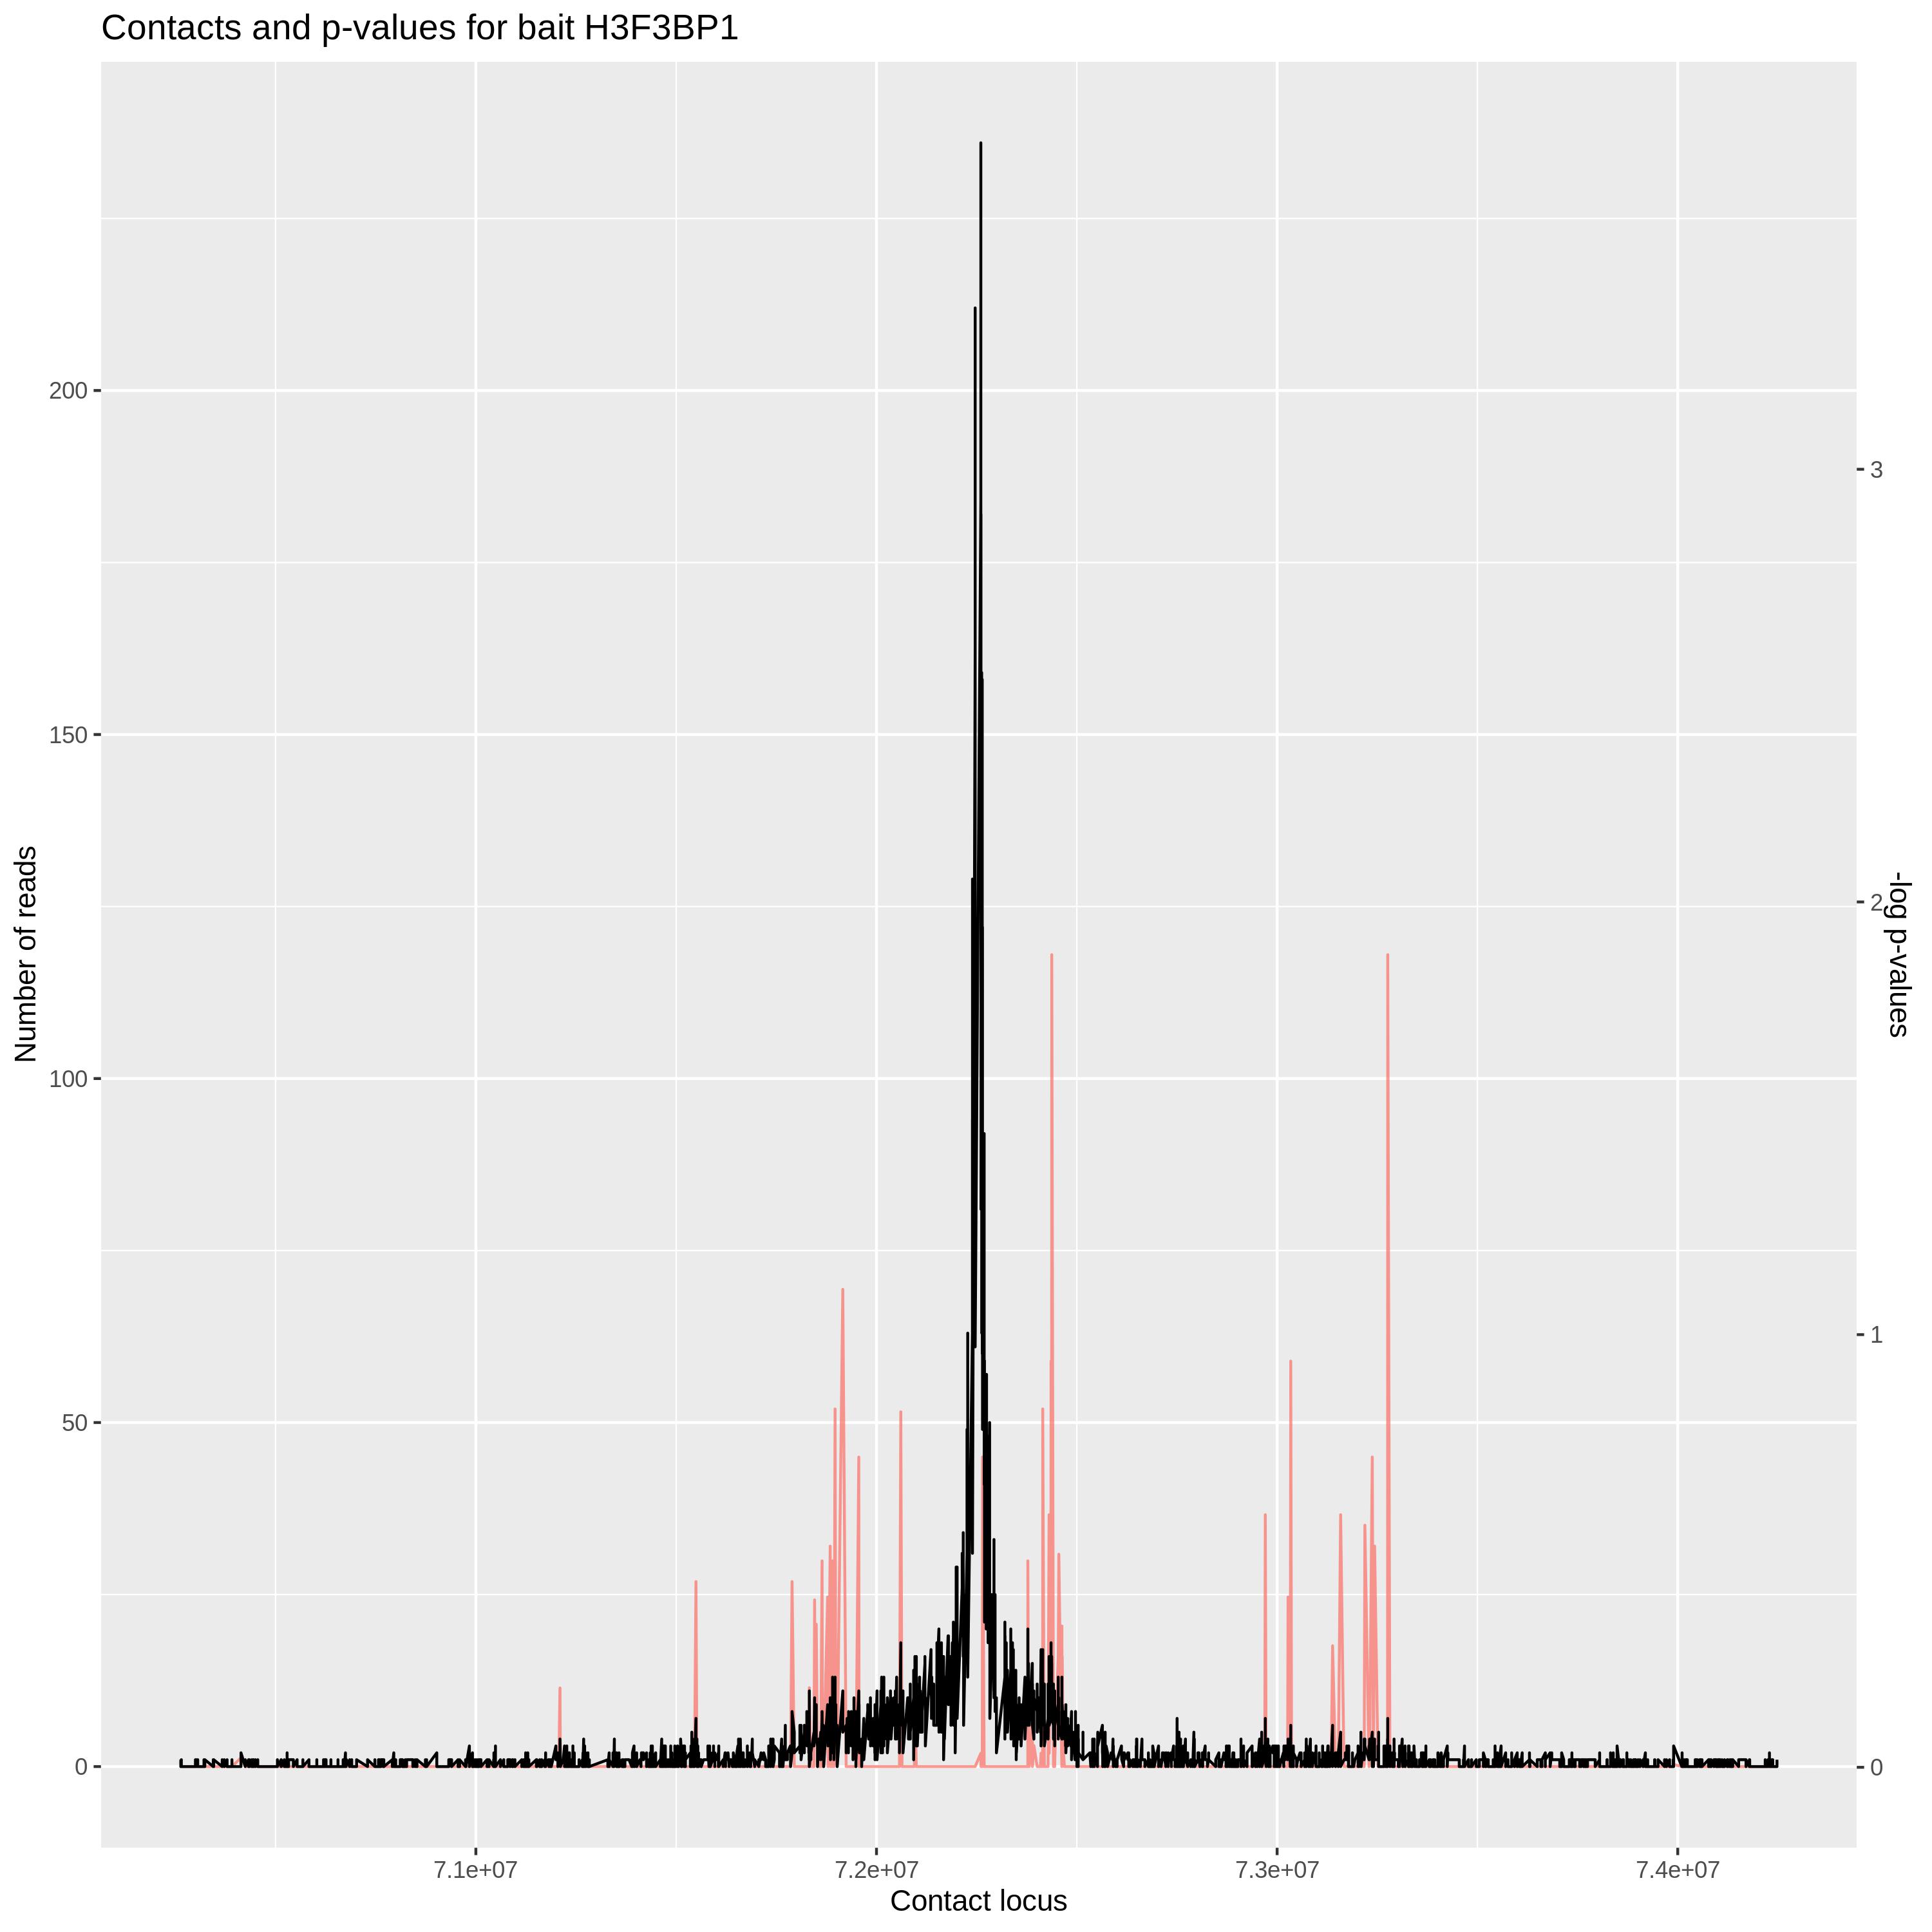 Contacts and p-values for bait H3F3BP1
200
150
100
50
0
Number of reads
3
2
1
0
-log p-values
7.1e+07
7.2e+07
7.3e+07
7.4e+07
Contact locus